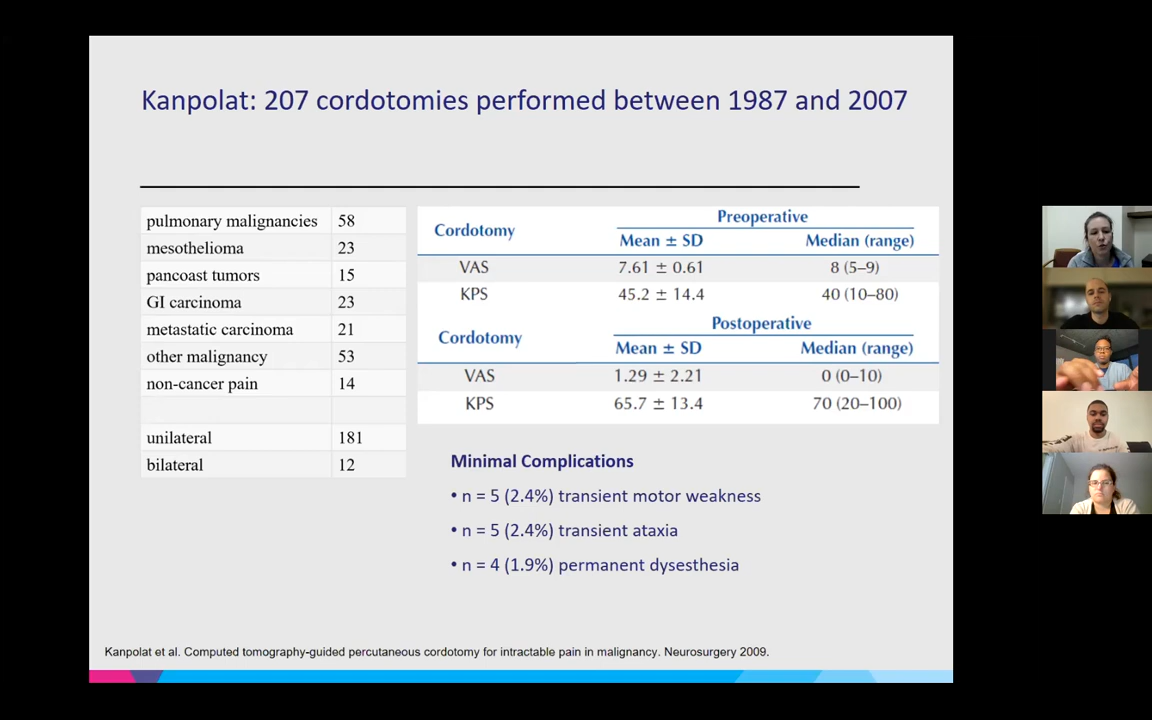 Kanpolat: 207 cordotomies performed between 1987 and 2007
pulmonary malignancies 58
mesothelioma 23
pancoast tumors 15
GI carcinoma 23
metastatic carcinoma 21
other malignancy 53
non-cancer pain 14
unilateral 181
bilateral 12
Cordotomy Preoperative
Mean ± SD Median (range)
VAS 7.61 ± 0.61 8 (5–9)
KPS 45.2 ± 14.4 40 (10–80)
Cordotomy Postoperative
Mean ± SD Median (range)
VAS 1.29 ± 2.21 0 (0–10)
KPS 65.7 ± 13.4 70 (20–100)
Minimal Complications
• n = 5 (2.4%) transient motor weakness
• n = 5 (2.4%) transient ataxia
• n = 4 (1.9%) permanent dysesthesia
Kanpolat et al. Computed tomography-guided percutaneous cordotomy for intractable pain in malignancy. Neurosurgery 2009.